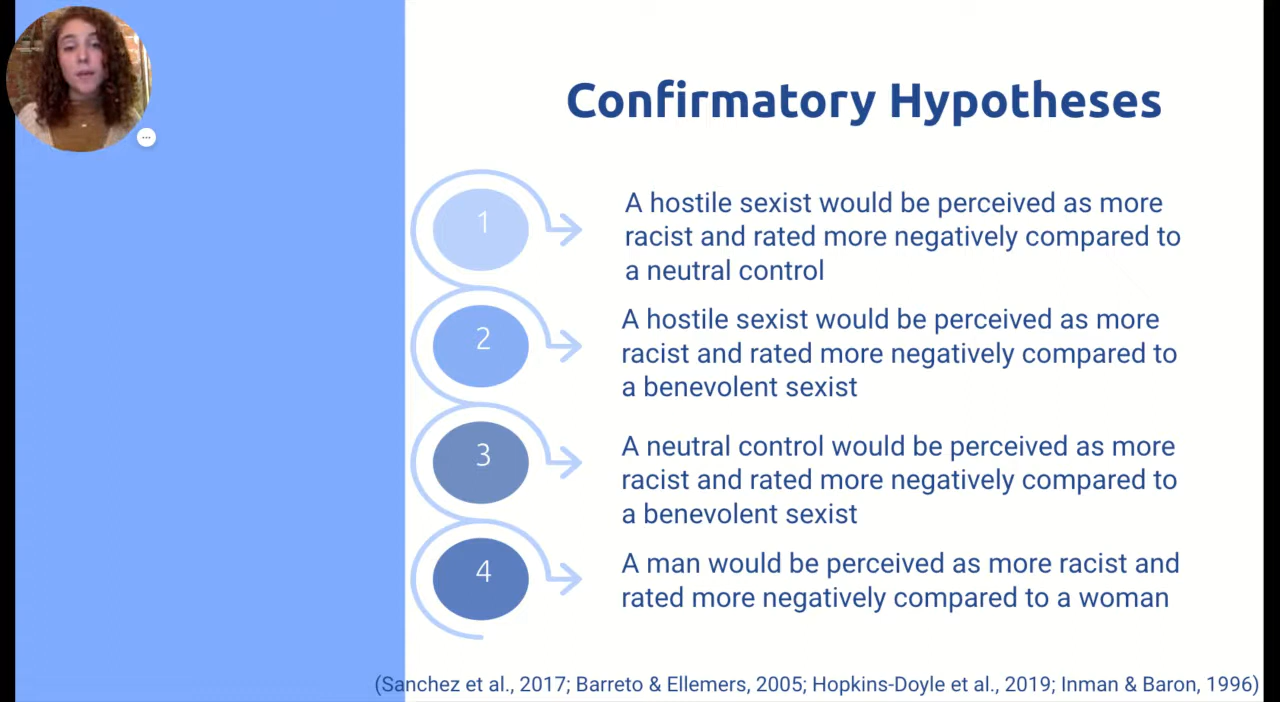 Confirmatory Hypotheses
1
A hostile sexist would be perceived as more
racist and rated more negatively compared to
a neutral control
2
A hostile sexist would be perceived as more
racist and rated more negatively compared to
a benevolent sexist
3
A neutral control would be perceived as more
racist and rated more negatively compared to
a benevolent sexist
4
A man would be perceived as more racist and
rated more negatively compared to a woman
(Sanchez et al., 2017; Barreto & Ellemers, 2005; Hopkins-Doyle et al., 2019; Inman & Baron, 1996)